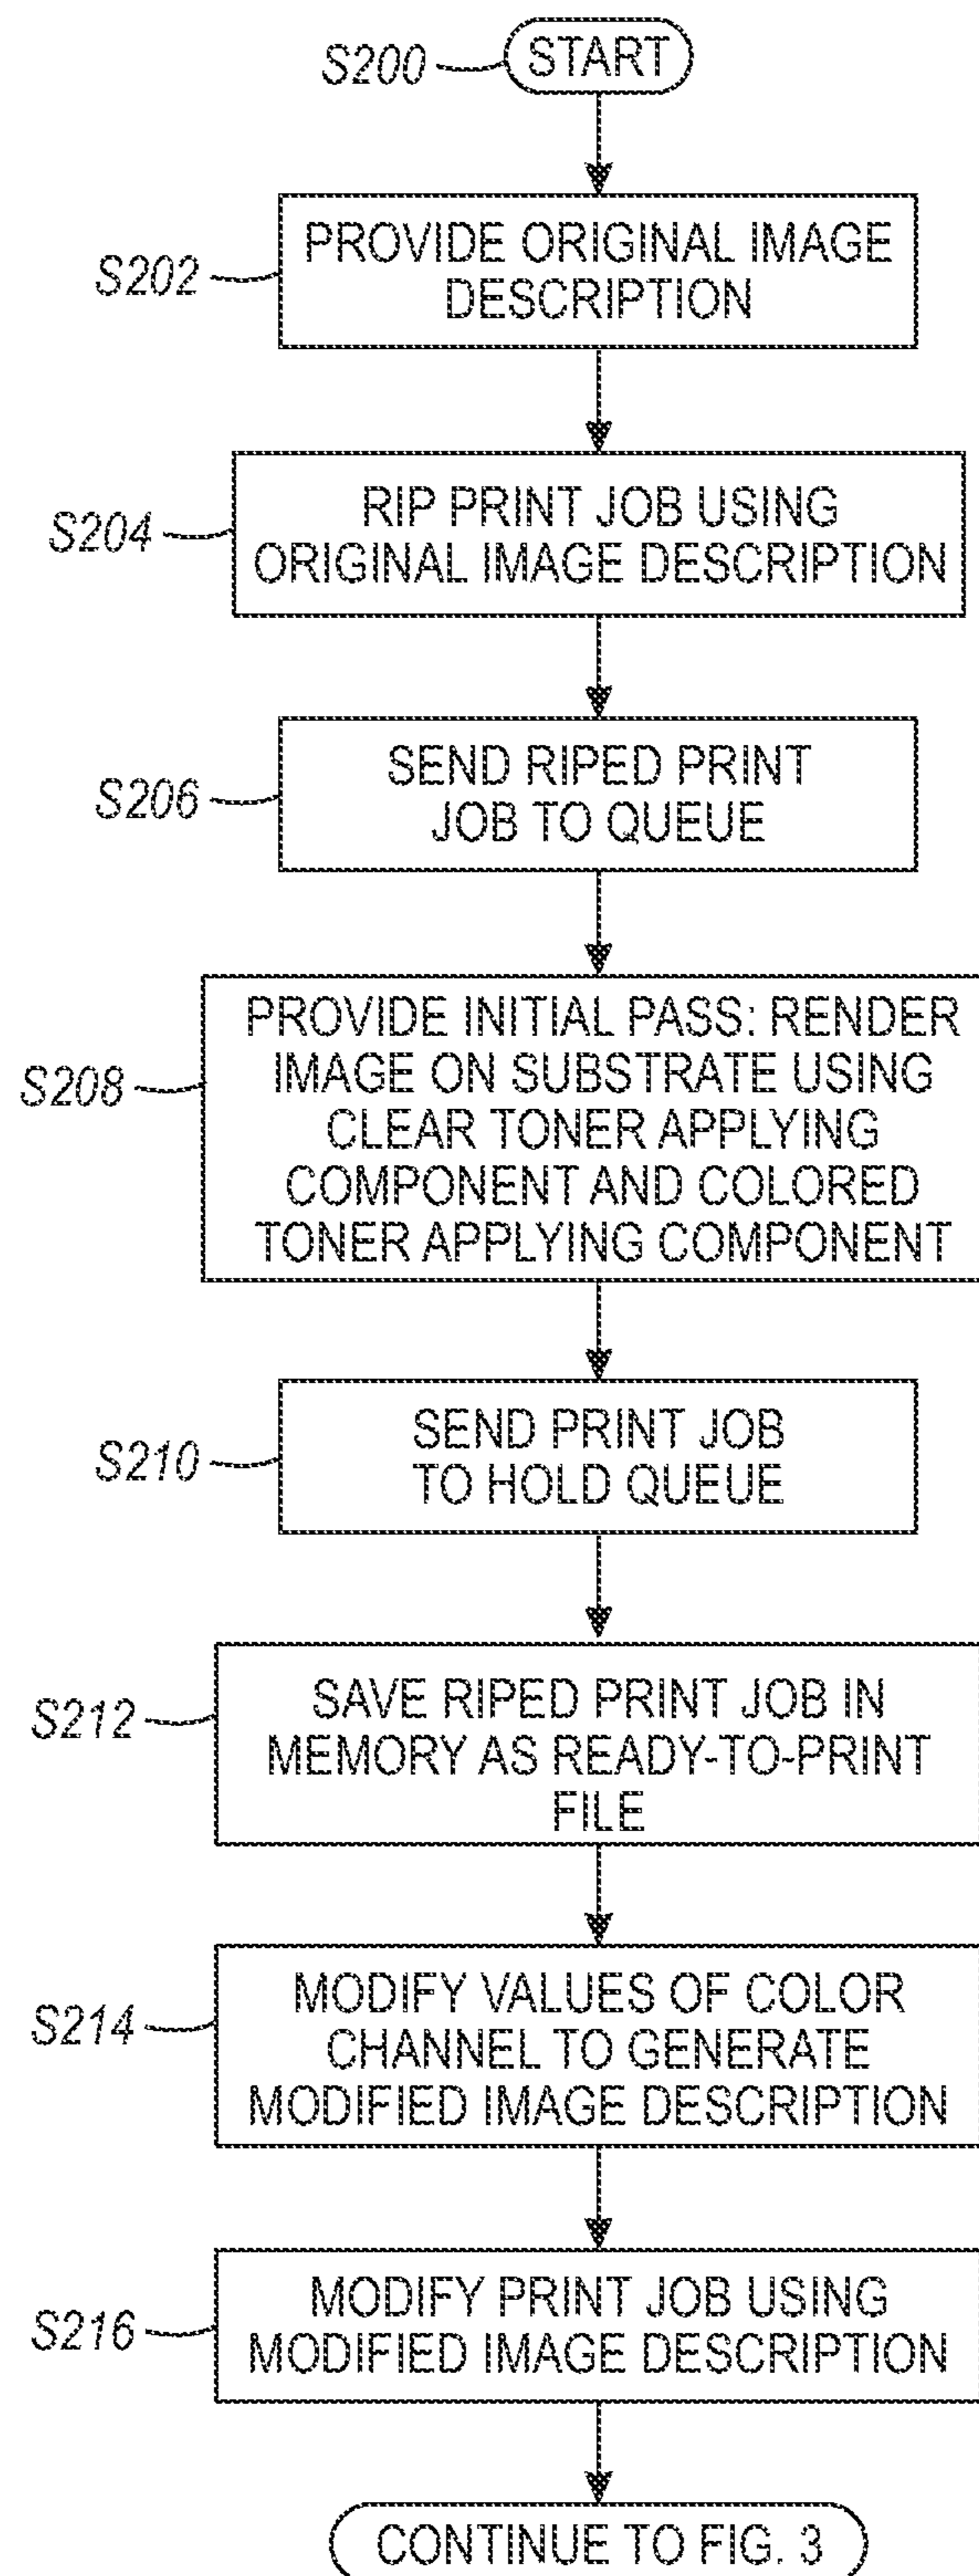 S200
START
S202
PROVIDE ORIGINAL IMAGE
DESCRIPTION
S204
RIP PRINT JOB USING
ORIGINAL IMAGE DESCRIPTION
S206
SEND RIPED PRINT
JOB TO QUEUE
S208
PROVIDE INITIAL PASS: RENDER
IMAGE ON SUBSTRATE USING
CLEAR TONER APPLYING
COMPONENT AND COLORED
TONER APPLYING COMPONENT
S210
SEND PRINT JOB
TO HOLD QUEUE
S212
SAVE RIPED PRINT JOB IN
MEMORY AS READY-TO-PRINT
FILE
S214
MODIFY VALUES OF COLOR
CHANNEL TO GENERATE
MODIFIED IMAGE DESCRIPTION
S216
MODIFY PRINT JOB USING
MODIFIED IMAGE DESCRIPTION
CONTINUE TO FIG. 3